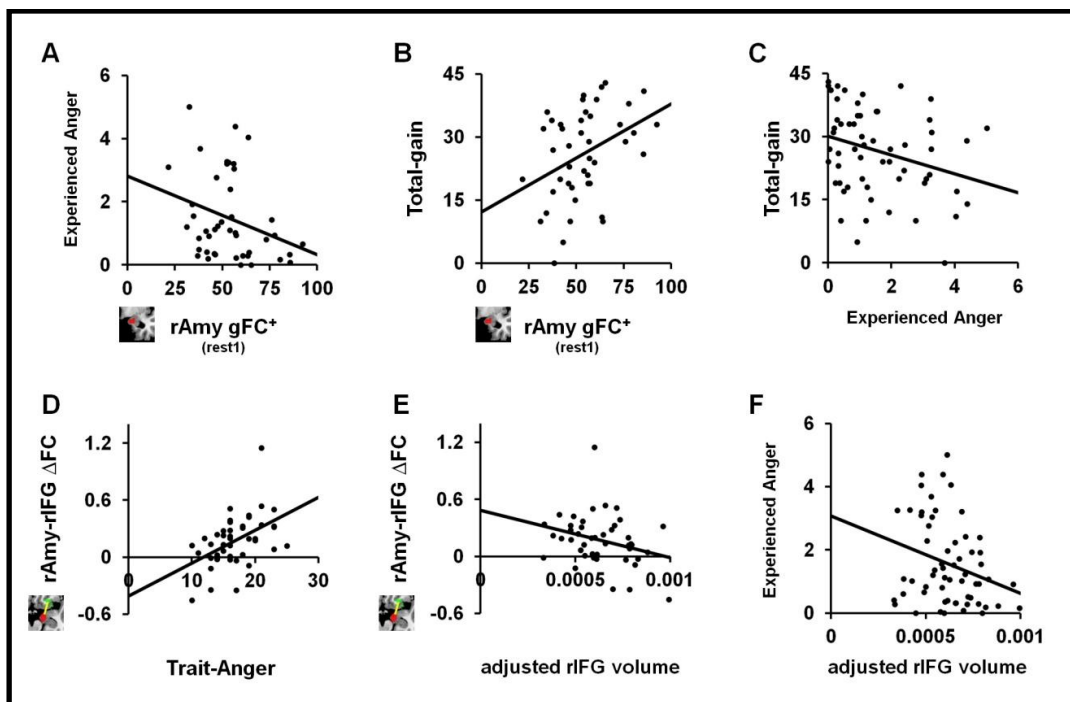 A
Experienced Anger
6
4
2
0
0 25 50 75 100
rAmy gFC⁺
(rest1)
B
Total-gain
45
30
15
0
0 25 50 75 100
rAmy gFC⁺
(rest1)
C
Total-gain
45
30
15
0
0 2 4 6
Experienced Anger
D
rAmy-rIFG ΔFC
1.2
0.6
0
-0.6
0 10 20 30
Trait-Anger
E
rAmy-rIFG ΔFC
1.2
0.6
0
-0.6
0 0.0005 0.001
adjusted rIFG volume
F
Experienced Anger
6
4
2
0
0 0.0005 0.001
adjusted rIFG volume